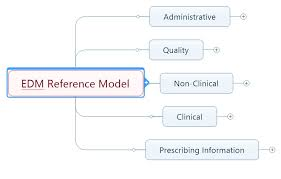 Administrative
Quality
EDM Reference Model
Non-Clinical
Clinical
Prescribing Information